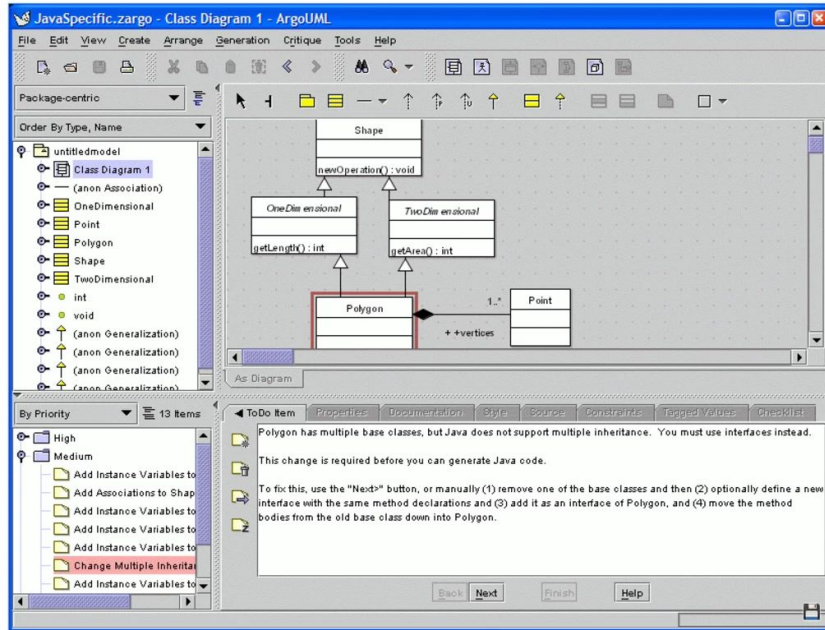 JavaSpecific.zargo - Class Diagram 1 - ArgoUML
File Edit View Create Arrange Generation Critique Tools Help
Package-centric
Order By Type, Name
untitledmodel
Class Diagram 1
(anon Association)
OneDimensional
Point
Polygon
Shape
TwoDimensional
int
void
(anon Generalization)
(anon Generalization)
(anon Generalization)
(anon Generalization)
Shape
newOperation() : void
OneDimensional
getLength() : int
TwoDimensional
getArea() : int
Polygon
1..*
Point
+ +vertices
As Diagram
By Priority
13 Items
High
Medium
Add Instance Variables to
Add Associations to Shap
Add Instance Variables to
Add Instance Variables to
Add Instance Variables to
Change Multiple Inheritan
Add Instance Variables to
ToDo Item Properties Documentation Style Source Constraints Tagged Values Checklist
Polygon has multiple base classes, but Java does not support multiple inheritance. You must use interfaces instead.
This change is required before you can generate Java code.
To fix this, use the "Next>" button, or manually (1) remove one of the base classes and then (2) optionally define a new
interface with the same method declarations and (3) add it as an interface of Polygon, and (4) move the method
bodies from the old base class down into Polygon.
Back Next Finish Help